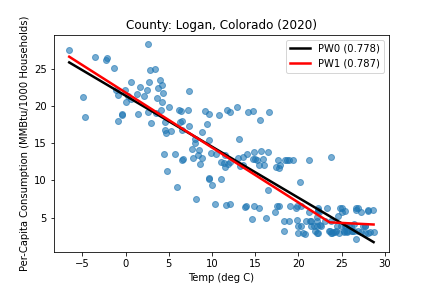 County: Logan, Colorado (2020)
PW0 (0.778)
PW1 (0.787)
Per-Capita Consumption (MMBtu/1000 Households)
25
20
15
10
5
−5 0 5 10 15 20 25 30
Temp (deg C)